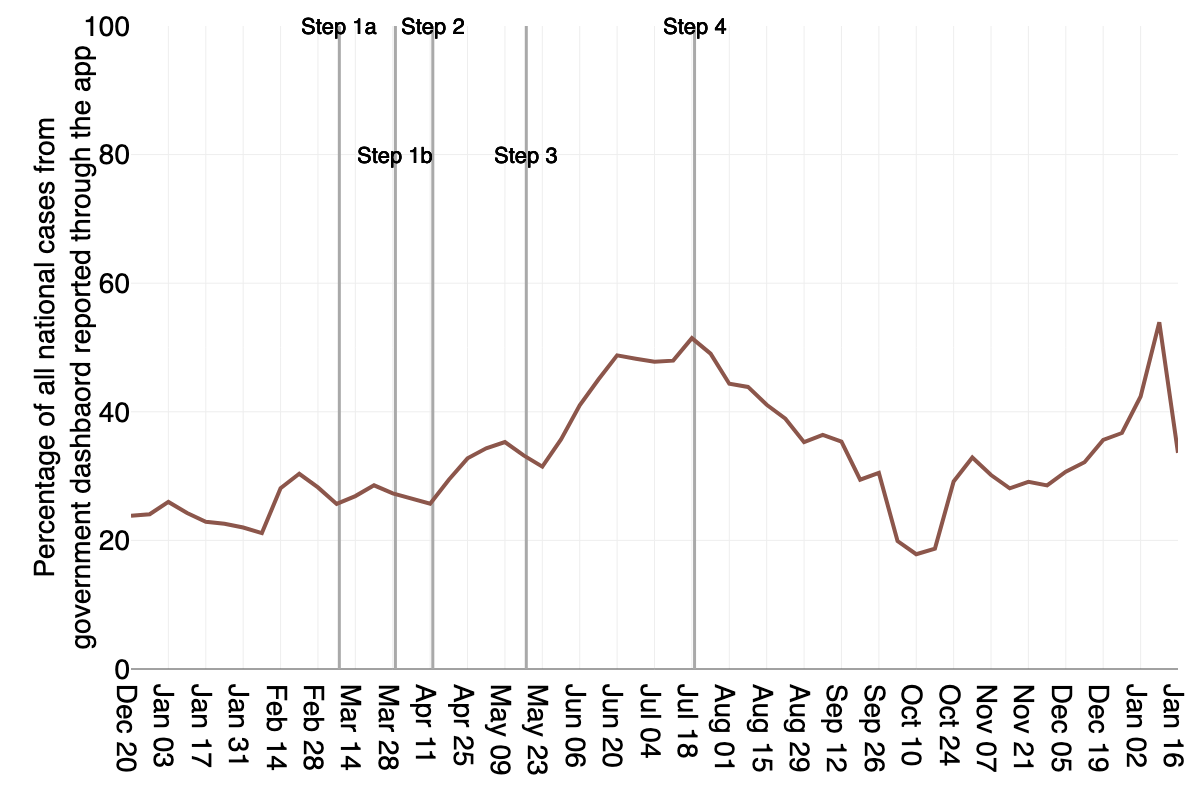 Percentage of all national cases from
government dashbaord reported through the app
100
80
60
40
20
0
Step 1a
Step 2
Step 4
Step 1b
Step 3
Dec 20
Jan 03
Jan 17
Jan 31
Feb 14
Feb 28
Mar 14
Mar 28
Apr 11
Apr 25
May 09
May 23
Jun 06
Jun 20
Jul 04
Jul 18
Aug 01
Aug 15
Aug 29
Sep 12
Sep 26
Oct 10
Oct 24
Nov 07
Nov 21
Dec 05
Dec 19
Jan 02
Jan 16